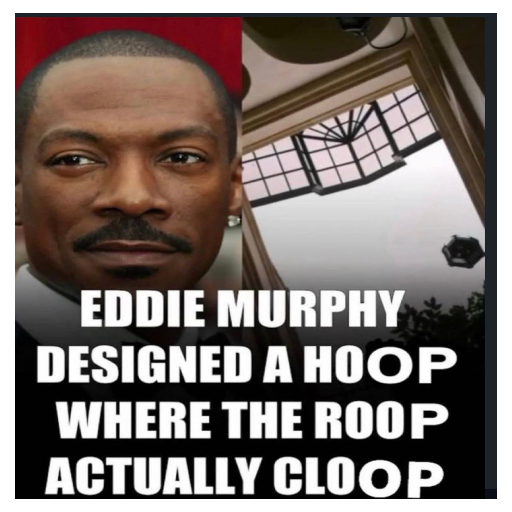 EDDIE MURPHY
DESIGNED A HOOP
WHERE THE ROOP
ACTUALLY CLOOP